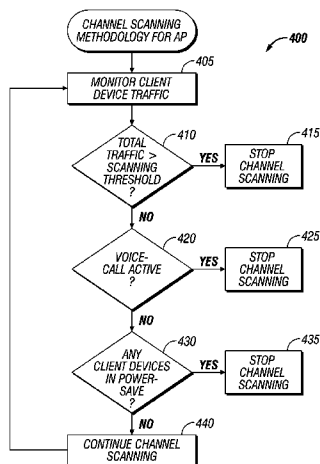 CHANNEL SCANNING
METHODOLOGY FOR AP
400
405
MONITOR CLIENT
DEVICE TRAFFIC
410
TOTAL
TRAFFIC >
SCANNING
THRESHOLD
?
YES
415
STOP
CHANNEL
SCANNING
NO
420
VOICE-
CALL ACTIVE
?
YES
425
STOP
CHANNEL
SCANNING
NO
430
ANY
CLIENT DEVICES
IN POWER-
SAVE
?
YES
435
STOP
CHANNEL
SCANNING
NO
440
CONTINUE CHANNEL
SCANNING